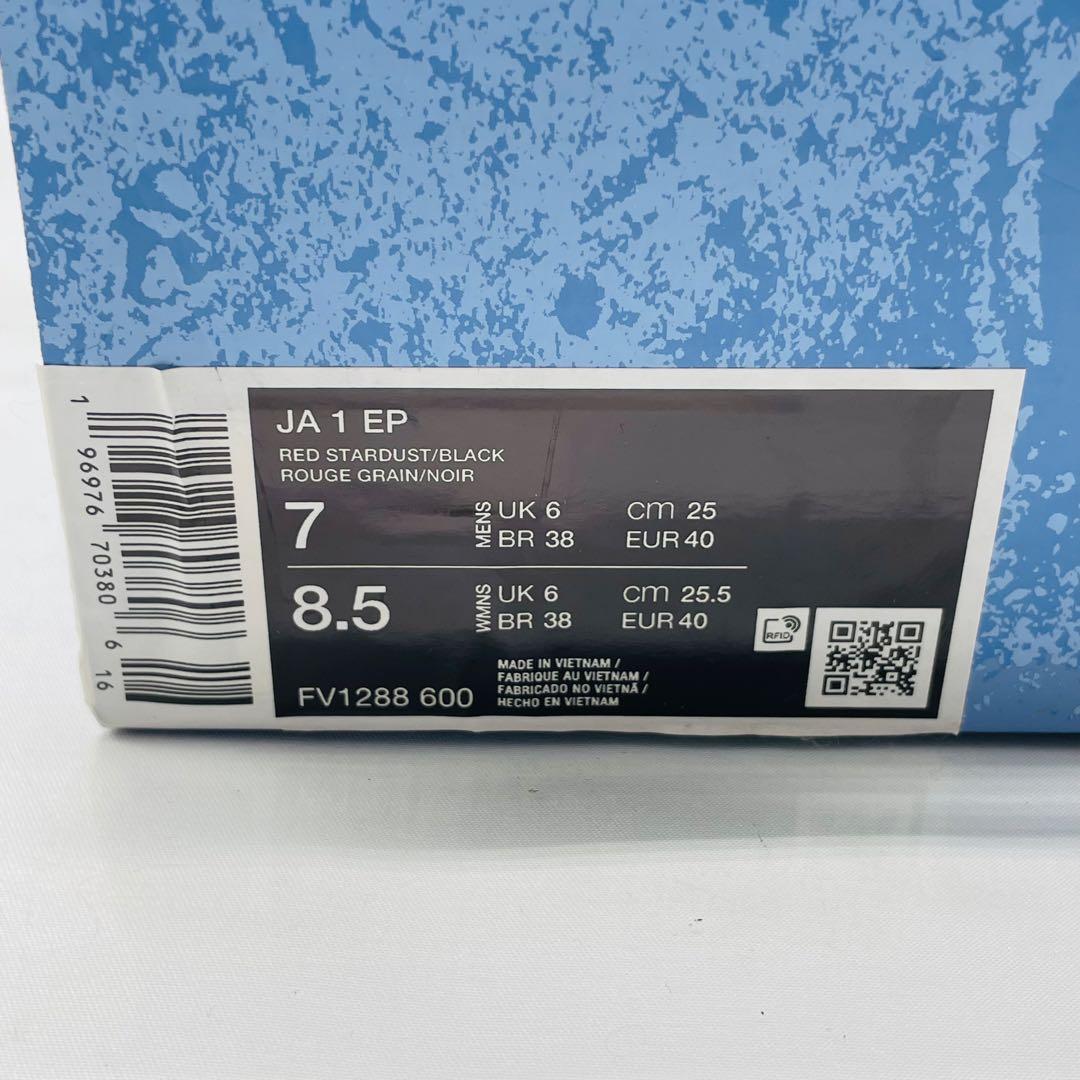 JA 1 EP
RED STARDUST/BLACK
ROUGE GRAIN/NOIR
7
MENS
UK 6
CM 25
BR 38
EUR 40
8.5
WMNS
UK 6
CM 25.5
BR 38
EUR 40
RFID
FV1288 600
MADE IN VIETNAM /
FABRIQUE AU VIETNAM /
FABRICADO NO VIETNÃ /
HECHO EN VIETNAM
1 96976 70380 6 16